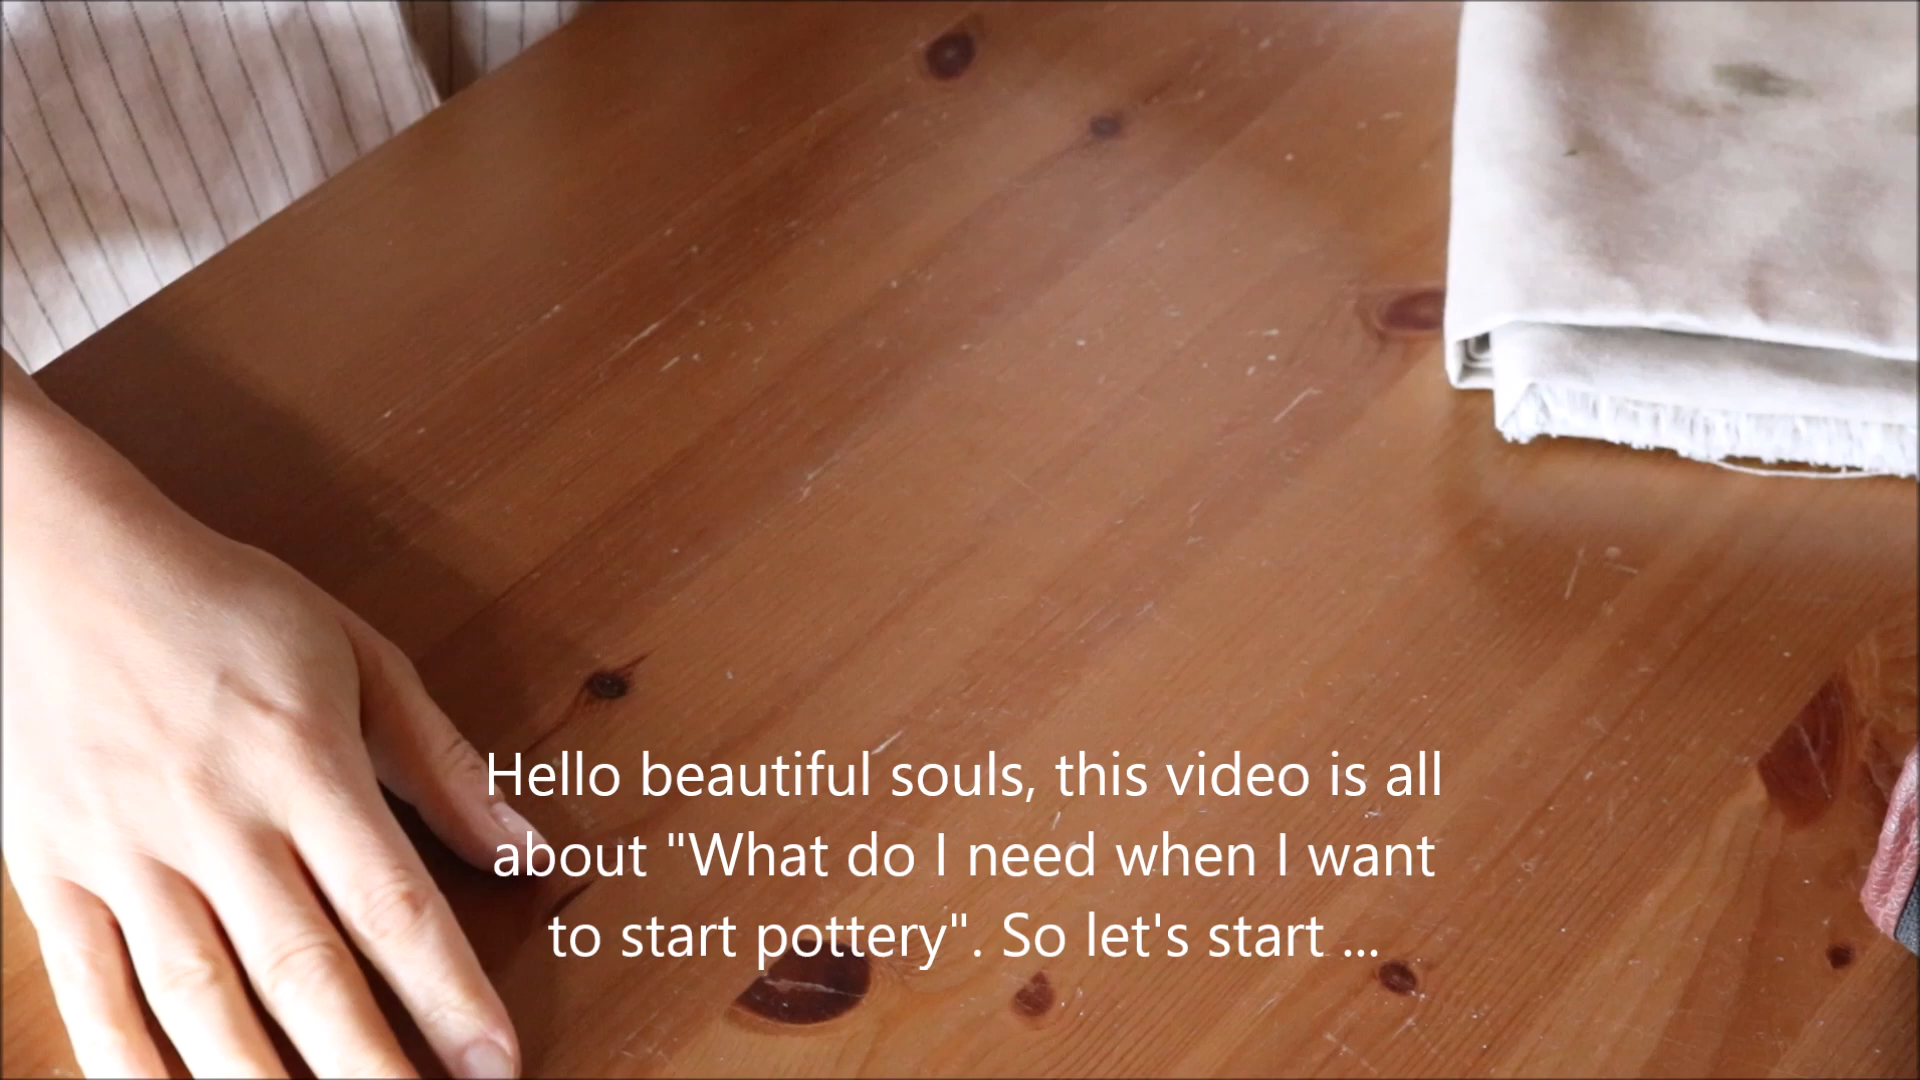 Hello beautiful souls, this video is all
about "What do I need when I want
to start pottery". So let's start ...